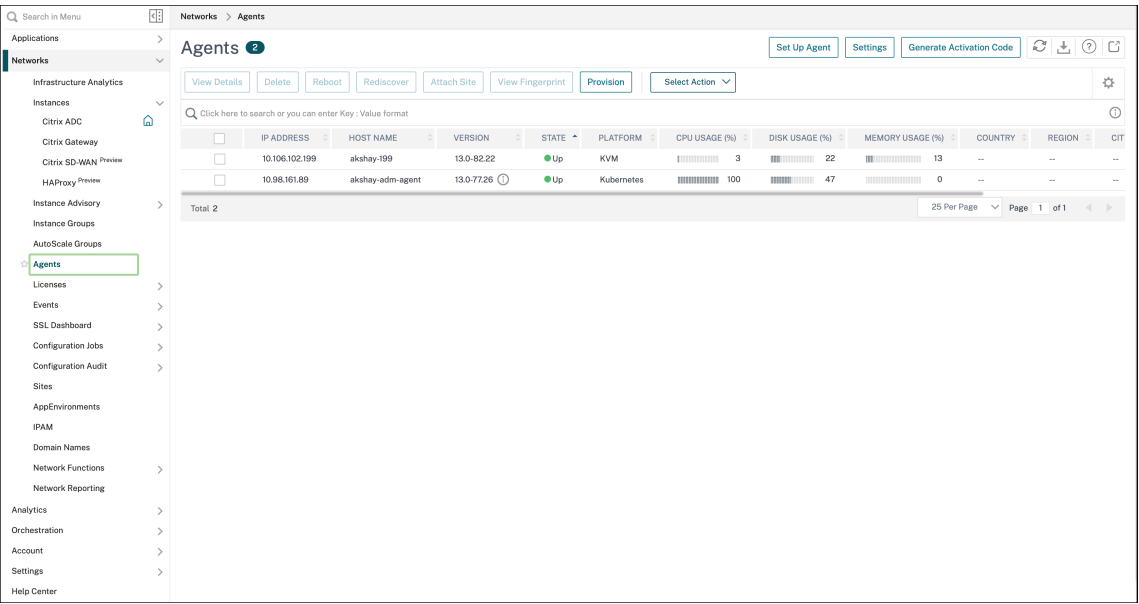 Search in Menu
Applications
Networks
Infrastructure Analytics
Instances
Citrix ADC
Citrix Gateway
Citrix SD-WAN Preview
HAProxy Preview
Instance Advisory
Instance Groups
AutoScale Groups
Agents
Licenses
Events
SSL Dashboard
Configuration Jobs
Configuration Audit
Sites
AppEnvironments
IPAM
Domain Names
Network Functions
Network Reporting
Analytics
Orchestration
Account
Settings
Help Center
Networks > Agents
Agents 2 Set Up Agent Settings Generate Activation Code
View Details Delete Reboot Rediscover Attach Site View Fingerprint Provision Select Action
Click here to search or you can enter Key : Value format
IP ADDRESS HOST NAME VERSION STATE PLATFORM CPU USAGE (%) DISK USAGE (%) MEMORY USAGE (%) COUNTRY REGION CIT
10.106.102.199 akshay-199 13.0-82.22 Up KVM 3 22 13 -- -- --
10.98.161.89 akshay-adm-agent 13.0-77.26 Up Kubernetes 100 47 0 -- -- --
Total 2 25 Per Page Page 1 of 1